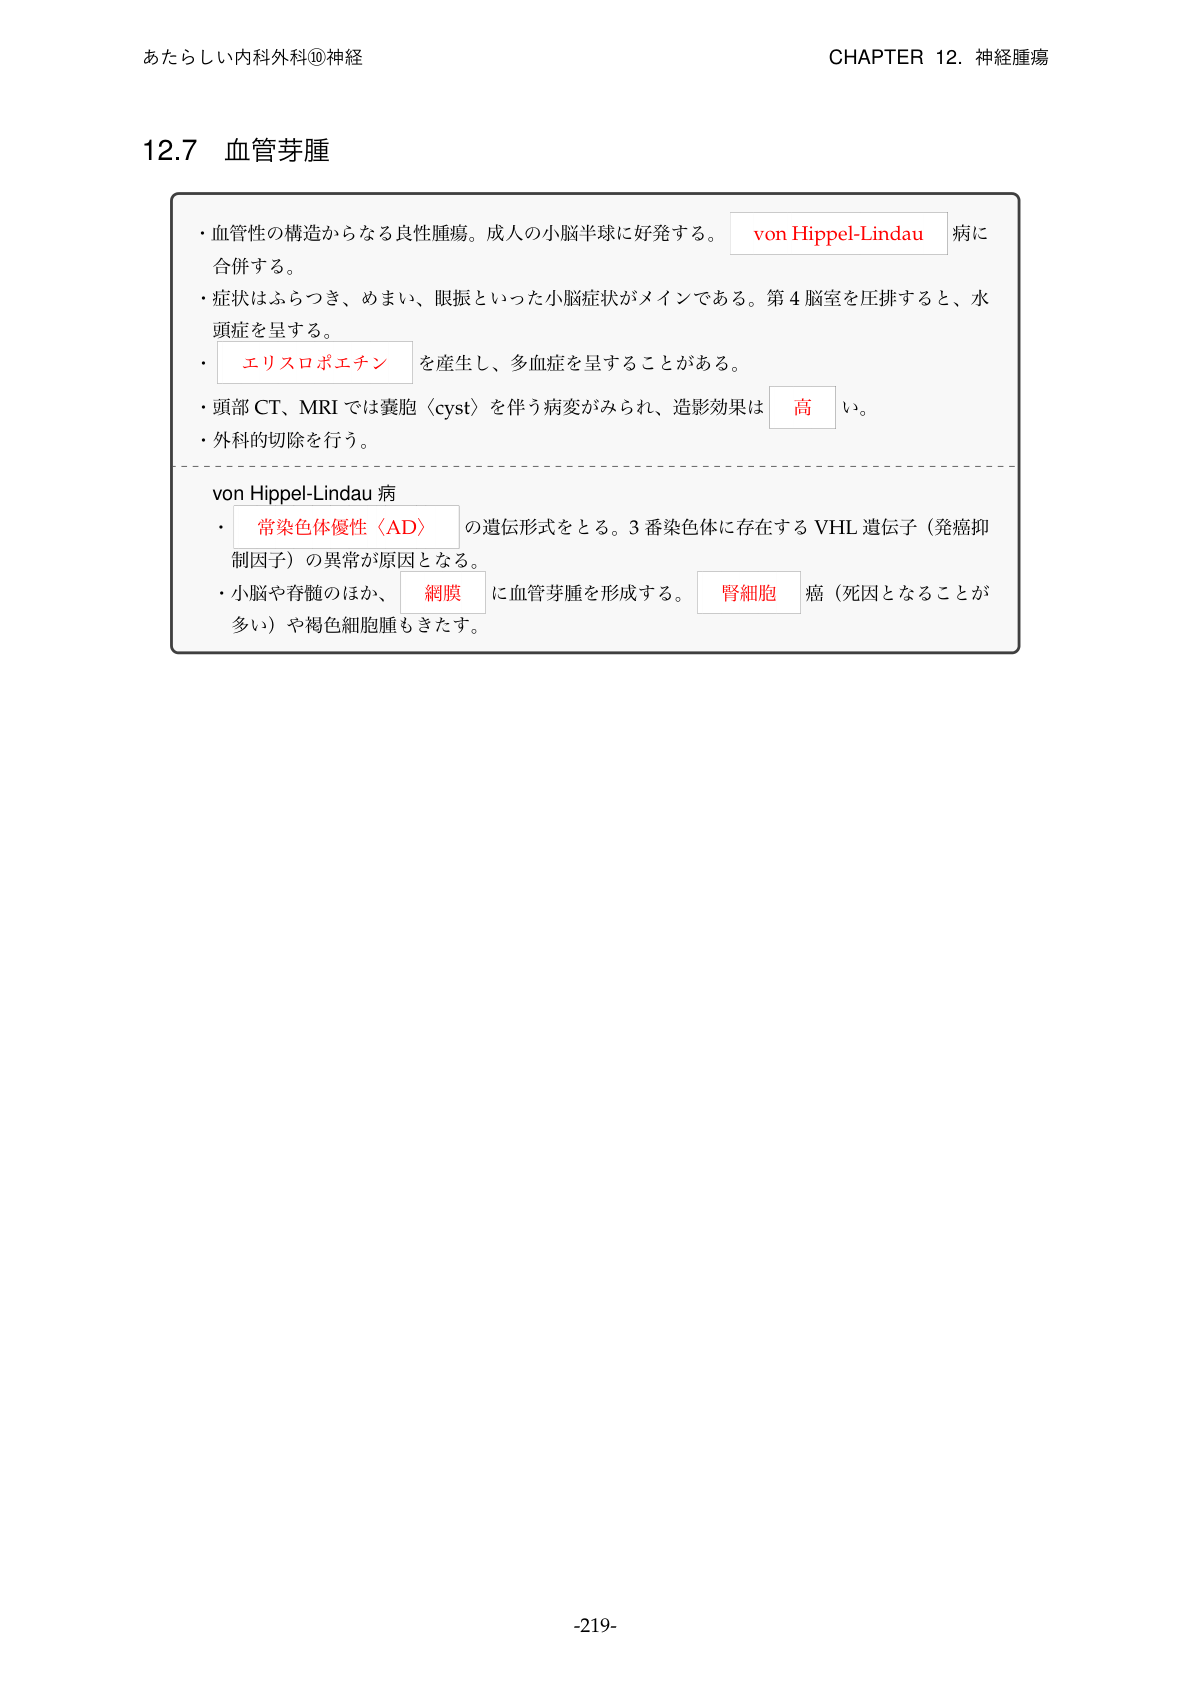 あたらしい内科外科⑩神経 CHAPTER 12. 神経腫瘍
12.7 血管芽腫
・血管性の構造からなる良性腫瘍。成人の小脳半球に好発する。 von Hippel-Lindau 病に
合併する。
・症状はふらつき、めまい、眼振といった小脳症状がメインである。第 4 脳室を圧排すると、水
頭症を呈する。
・ エリスロポエチン を産生し、多血症を呈することがある。
・頭部 CT、MRI では嚢胞〈cyst〉を伴う病変がみられ、造影効果は 高 い。
・外科的切除を行う。
von Hippel-Lindau 病
・ 常染色体優性〈AD〉 の遺伝形式をとる。3 番染色体に存在する VHL 遺伝子（発癌抑
制因子）の異常が原因となる。
・小脳や脊髄のほか、 網膜 に血管芽腫を形成する。 腎細胞 癌（死因となることが
多い）や褐色細胞腫もきたす。
-219-